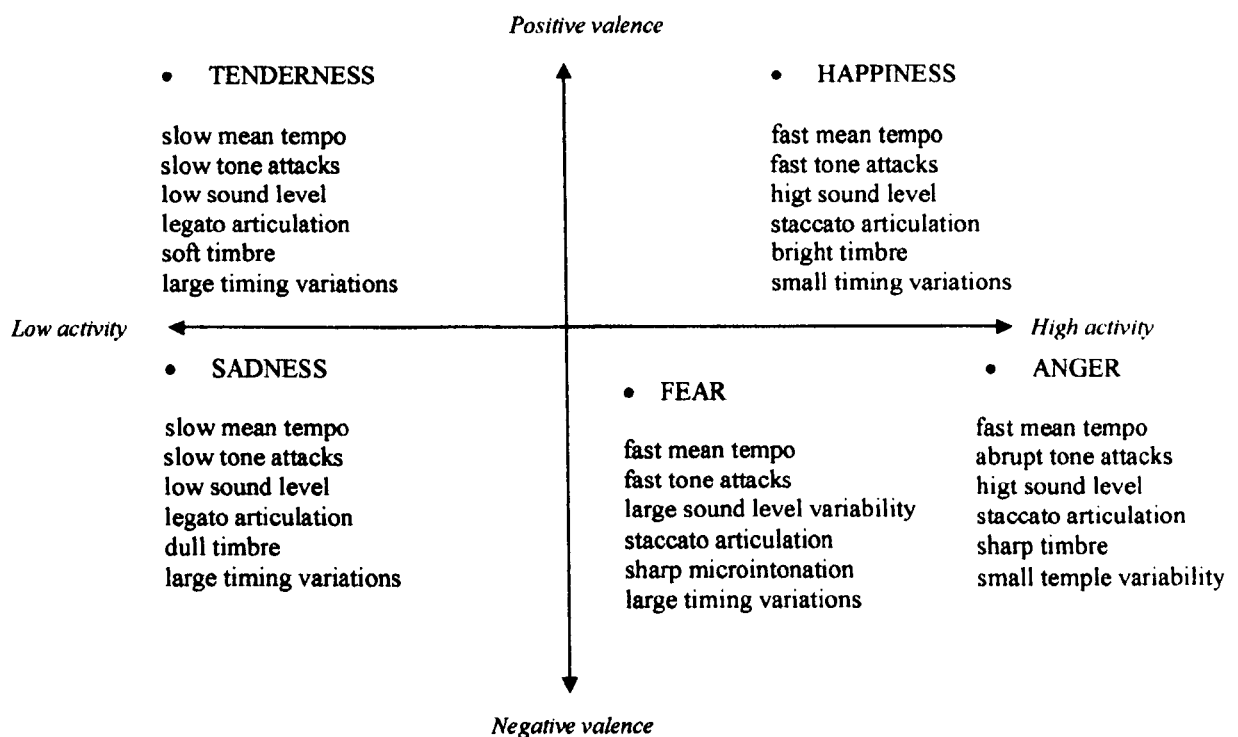 Positive valence
• TENDERNESS
slow mean tempo
slow tone attacks
low sound level
legato articulation
soft timbre
large timing variations
• HAPPINESS
fast mean tempo
fast tone attacks
higt sound level
staccato articulation
bright timbre
small timing variations
Low activity
High activity
• SADNESS
slow mean tempo
slow tone attacks
low sound level
legato articulation
dull timbre
large timing variations
• FEAR
fast mean tempo
fast tone attacks
large sound level variability
staccato articulation
sharp microintonation
large timing variations
• ANGER
fast mean tempo
abrupt tone attacks
higt sound level
staccato articulation
sharp timbre
small temple variability
Negative valence